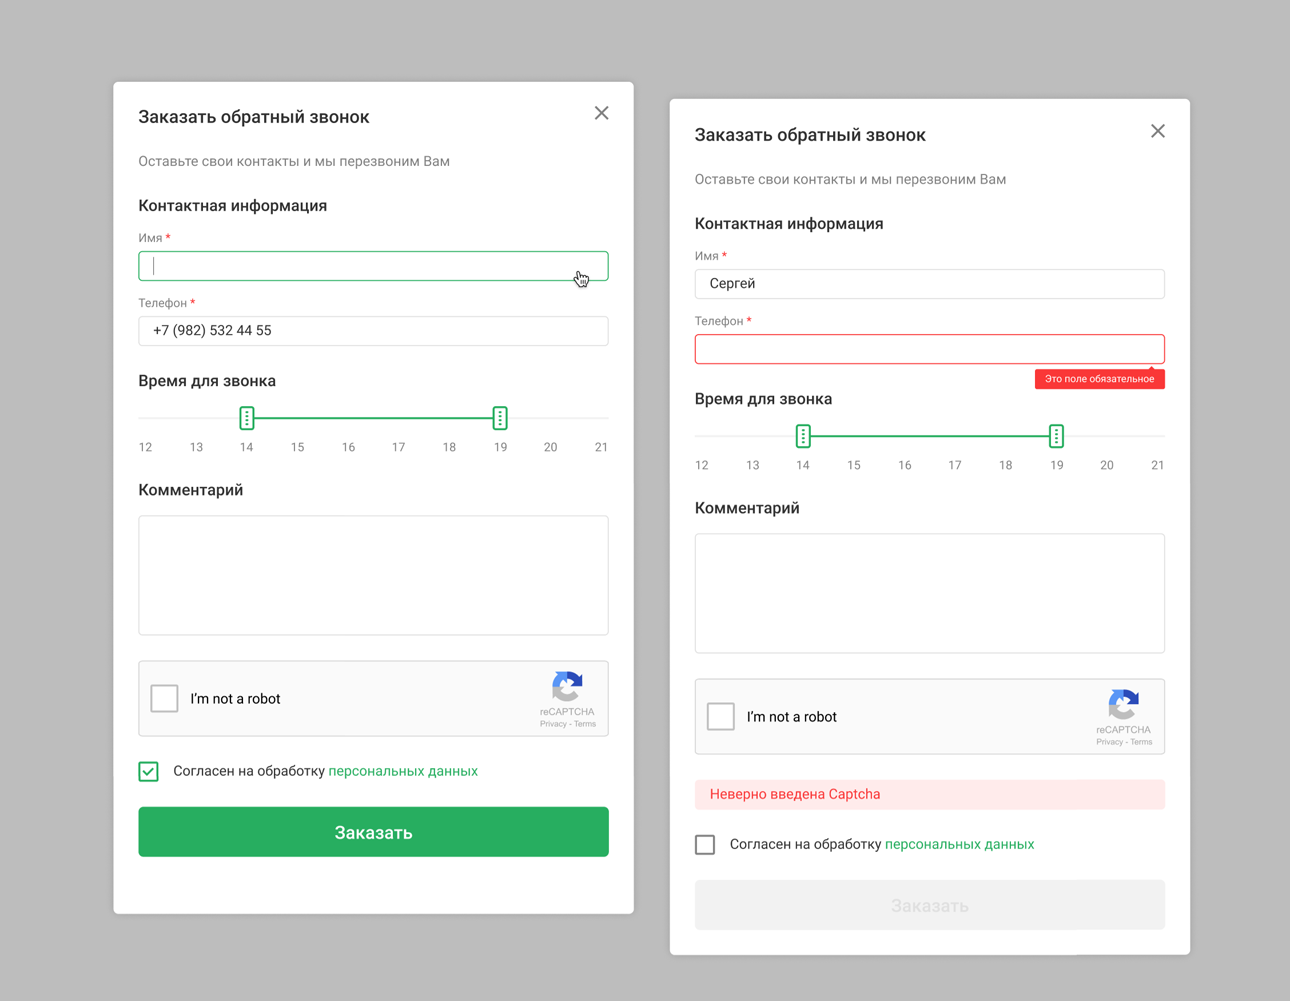 Заказать обратный звонок
Оставьте свои контакты и мы перезвоним Вам
Контактная информация
Имя *
Телефон *
+7 (982) 532 44 55
Время для звонка
12 13 14 15 16 17 18 19 20 21
Комментарий
I'm not a robot
reCAPTCHA
Privacy - Terms
Согласен на обработку персональных данных
Заказать
Заказать обратный звонок
Оставьте свои контакты и мы перезвоним Вам
Контактная информация
Имя *
Сергей
Телефон *
Это поле обязательное
Время для звонка
12 13 14 15 16 17 18 19 20 21
Комментарий
I'm not a robot
reCAPTCHA
Privacy - Terms
Неверно введена Captcha
Согласен на обработку персональных данных
Заказать